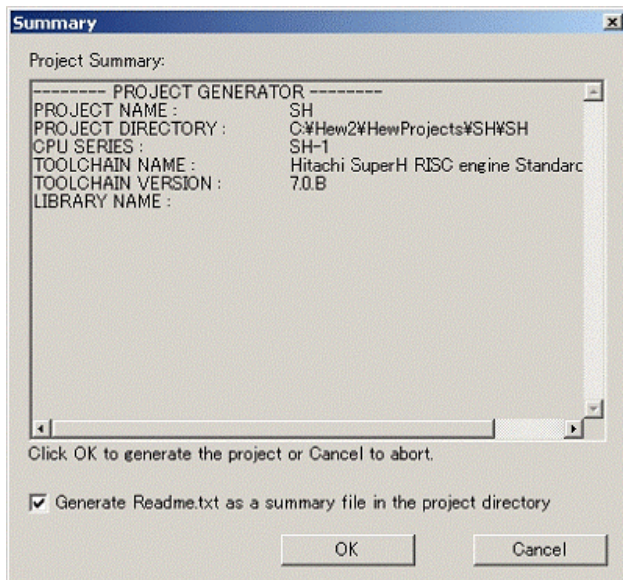 Summary
Project Summary:
-------- PROJECT GENERATOR --------
PROJECT NAME : SH
PROJECT DIRECTORY : C:¥Hew2¥HewProjects¥SH¥SH
CPU SERIES : SH-1
TOOLCHAIN NAME : Hitachi SuperH RISC engine Standarc
TOOLCHAIN VERSION : 7.0.B
LIBRARY NAME :
Click OK to generate the project or Cancel to abort.
Generate Readme.txt as a summary file in the project directory
OK Cancel